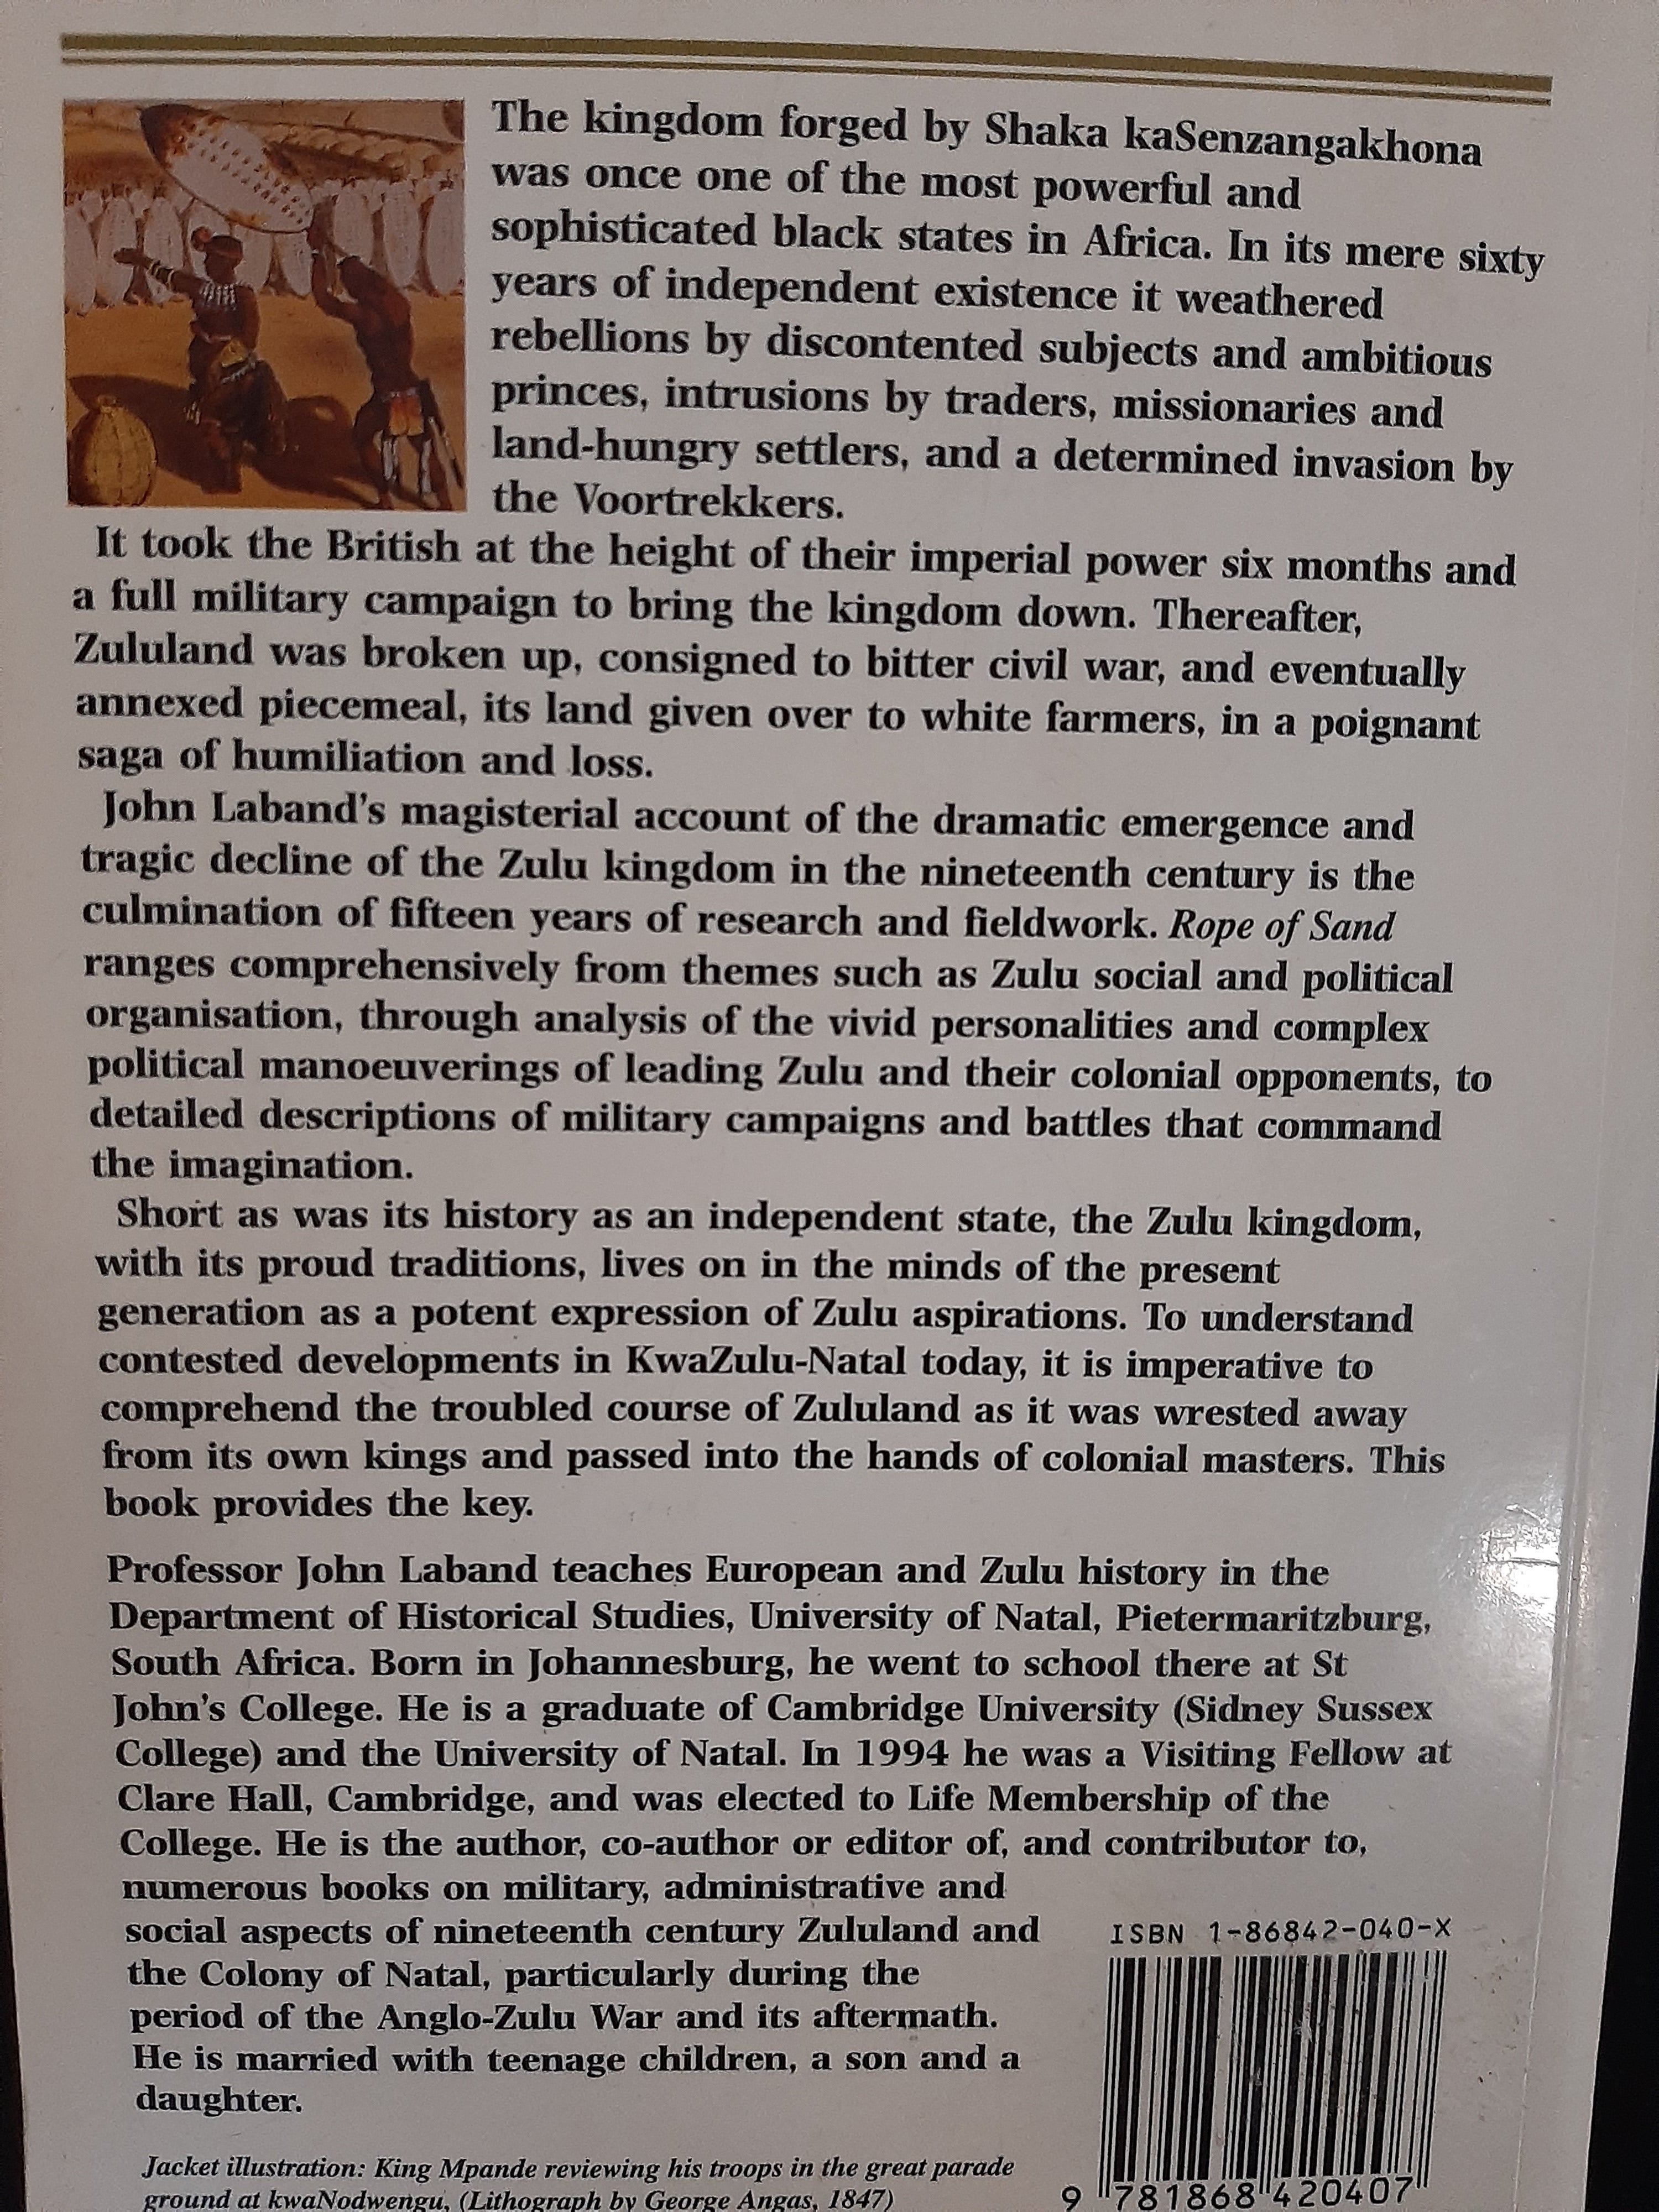 The kingdom forged by Shaka kaSenzangakhona
was once one of the most powerful and
sophisticated black states in Africa. In its mere sixty
years of independent existence it weathered
rebellions by discontented subjects and ambitious
princes, intrusions by traders, missionaries and
land-hungry settlers, and a determined invasion by
the Voortrekkers.
It took the British at the height of their imperial power six months and
a full military campaign to bring the kingdom down. Thereafter,
Zululand was broken up, consigned to bitter civil war, and eventually
annexed piecemeal, its land given over to white farmers, in a poignant
saga of humiliation and loss.
John Laband's magisterial account of the dramatic emergence and
tragic decline of the Zulu kingdom in the nineteenth century is the
culmination of fifteen years of research and fieldwork. Rope of Sand
ranges comprehensively from themes such as Zulu social and political
organisation, through analysis of the vivid personalities and complex
political manoeuverings of leading Zulu and their colonial opponents, to
detailed descriptions of military campaigns and battles that command
the imagination.
Short as was its history as an independent state, the Zulu kingdom,
with its proud traditions, lives on in the minds of the present
generation as a potent expression of Zulu aspirations. To understand
contested developments in KwaZulu-Natal today, it is imperative to
comprehend the troubled course of Zululand as it was wrested away
from its own kings and passed into the hands of colonial masters. This
book provides the key.
Professor John Laband teaches European and Zulu history in the
Department of Historical Studies, University of Natal, Pietermaritzburg,
South Africa. Born in Johannesburg, he went to school there at St
John's College. He is a graduate of Cambridge University (Sidney Sussex
College) and the University of Natal. In 1994 he was a Visiting Fellow at
Clare Hall, Cambridge, and was elected to Life Membership of the
College. He is the author, co-author or editor of, and contributor to,
numerous books on military, administrative and
social aspects of nineteenth century Zululand and
the Colony of Natal, particularly during the
period of the Anglo-Zulu War and its aftermath.
He is married with teenage children, a son and a
daughter.
Jacket illustration: King Mpande reviewing his troops in the great parade
ground at kwaNodwengu, (Lithograph by George Angas, 1847)
ISBN 1-86842-040-X
9 781868 420407